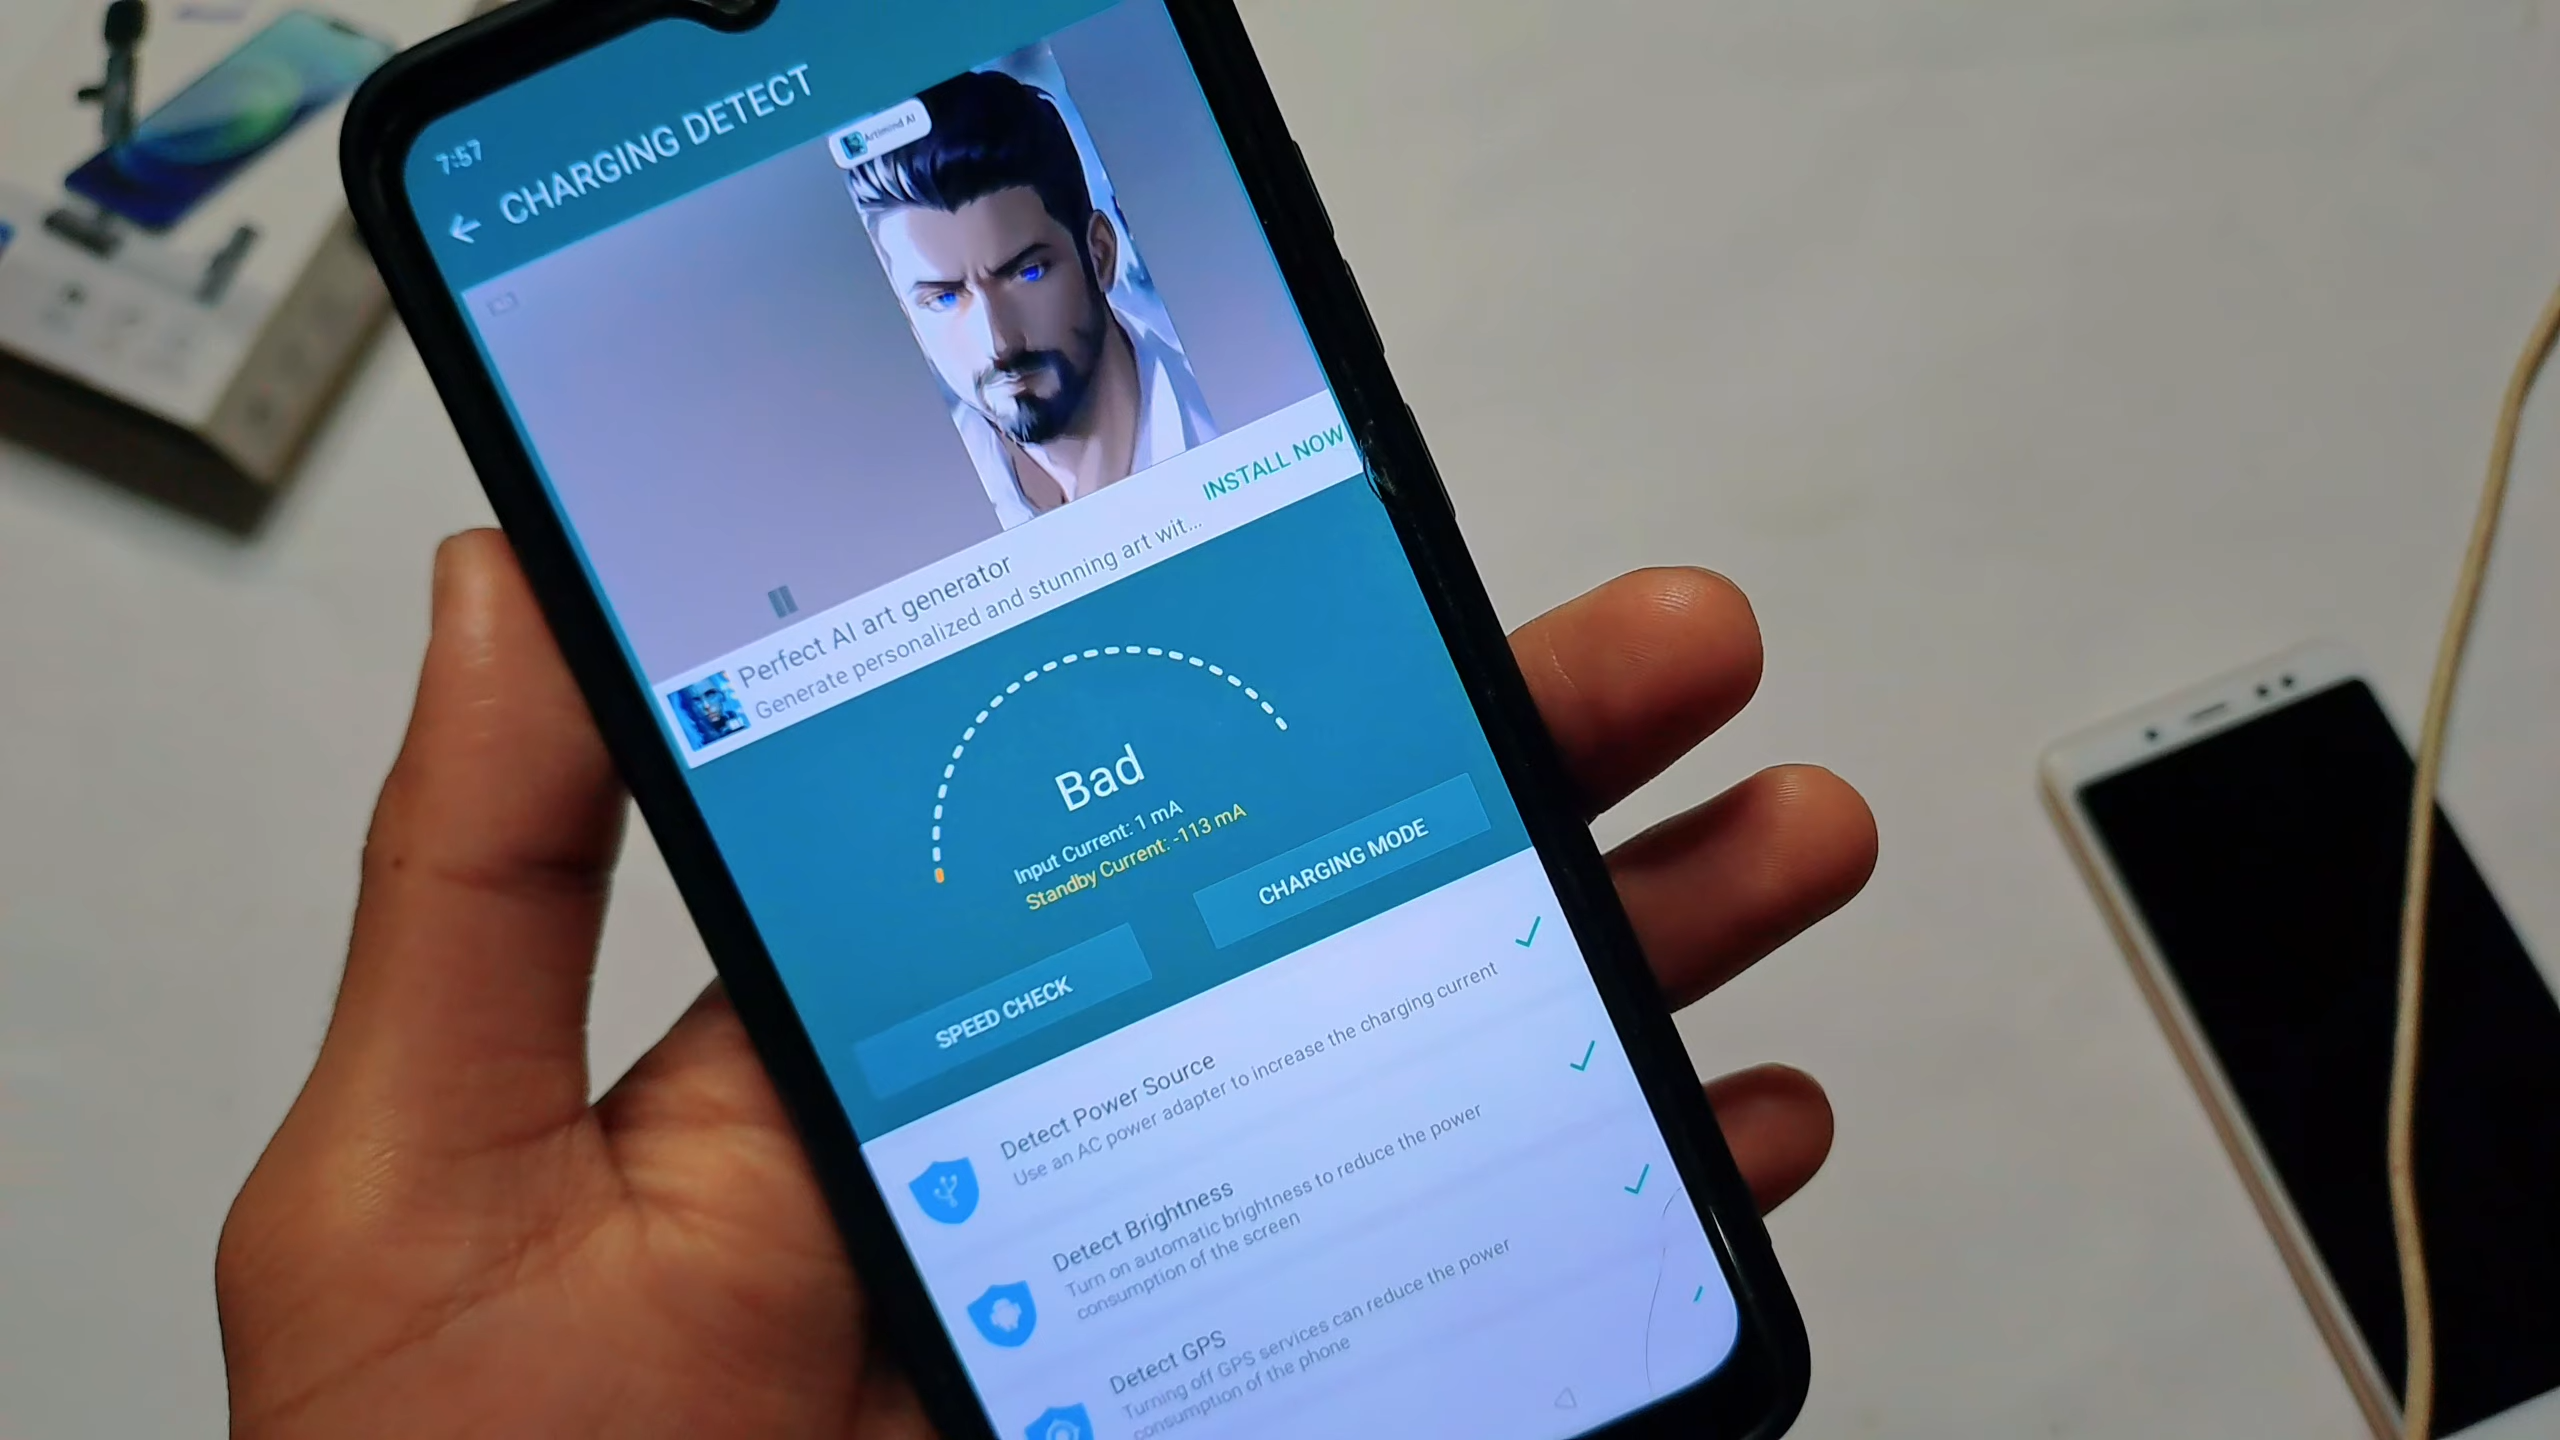 7:57
CHARGING DETECT
Artimind AI
INSTALL NOW
Perfect AI art generator
Generate personalized and stunning art wit...
Bad
Input Current: 1 mA
Standby Current: -113 mA
SPEED CHECK
CHARGING MODE
Detect Power Source
Use an AC power adapter to increase the charging current
Detect Brightness
Turn on automatic brightness to reduce the power
consumption of the screen
Detect GPS
Turning off GPS services can reduce the power
consumption of the phone